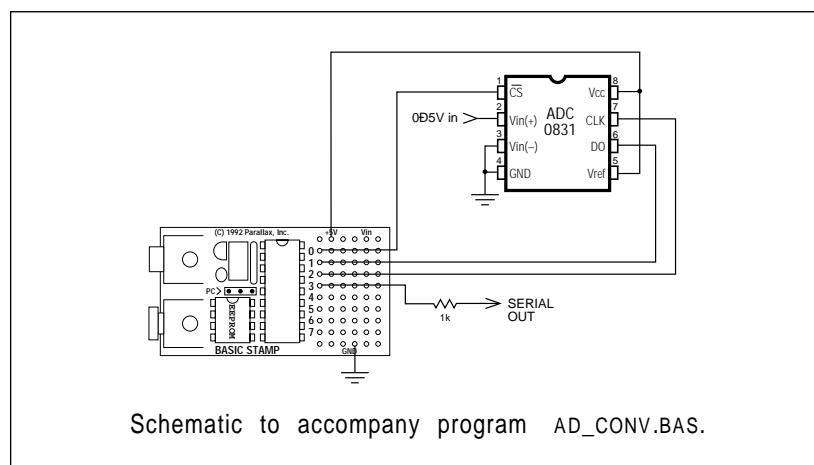 1
CS
2
Vin(+)
3
Vin(–)
4
GND
ADC
0831
8
Vcc
7
CLK
6
DO
5
Vref
0Ð5V in
(C) 1992 Parallax, Inc.
+5V
Vin
0
1
2
3
4
5
6
7
PC>
EEPROM
BASIC STAMP
GND
1k
SERIAL
OUT
Schematic to accompany program AD_CONV.BAS.